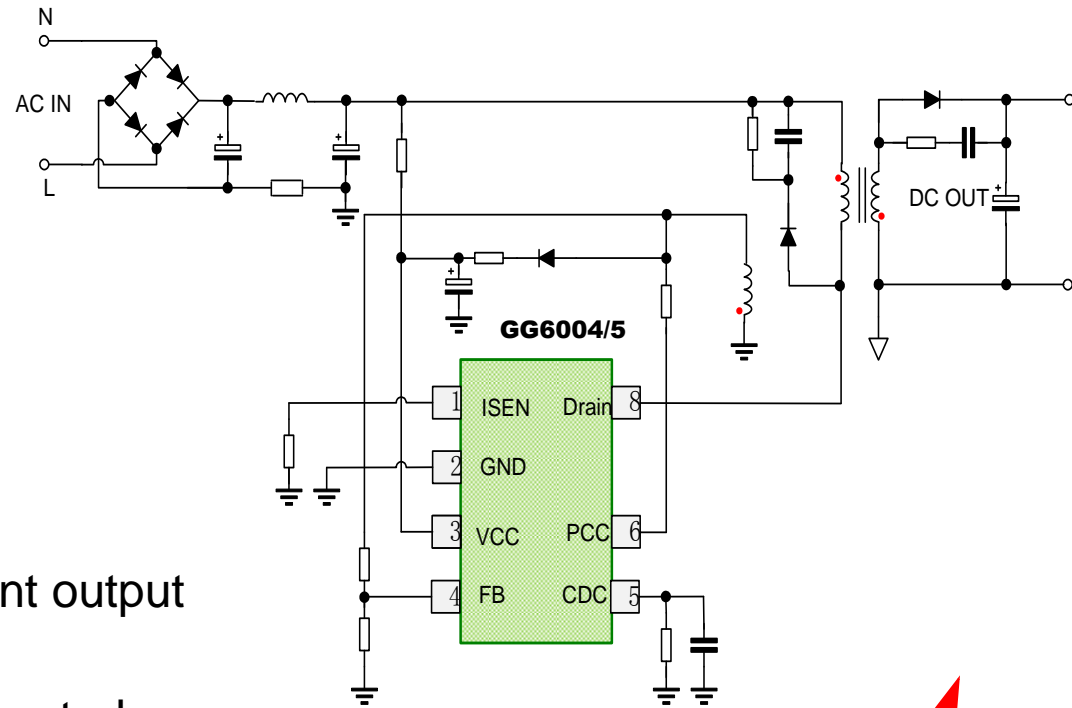 N
AC IN
L
+
+
DC OUT
+
+
GG6004/5
1 ISEN Drain 8
2 GND
3 VCC PCC 6
4 FB CDC 5
nt output